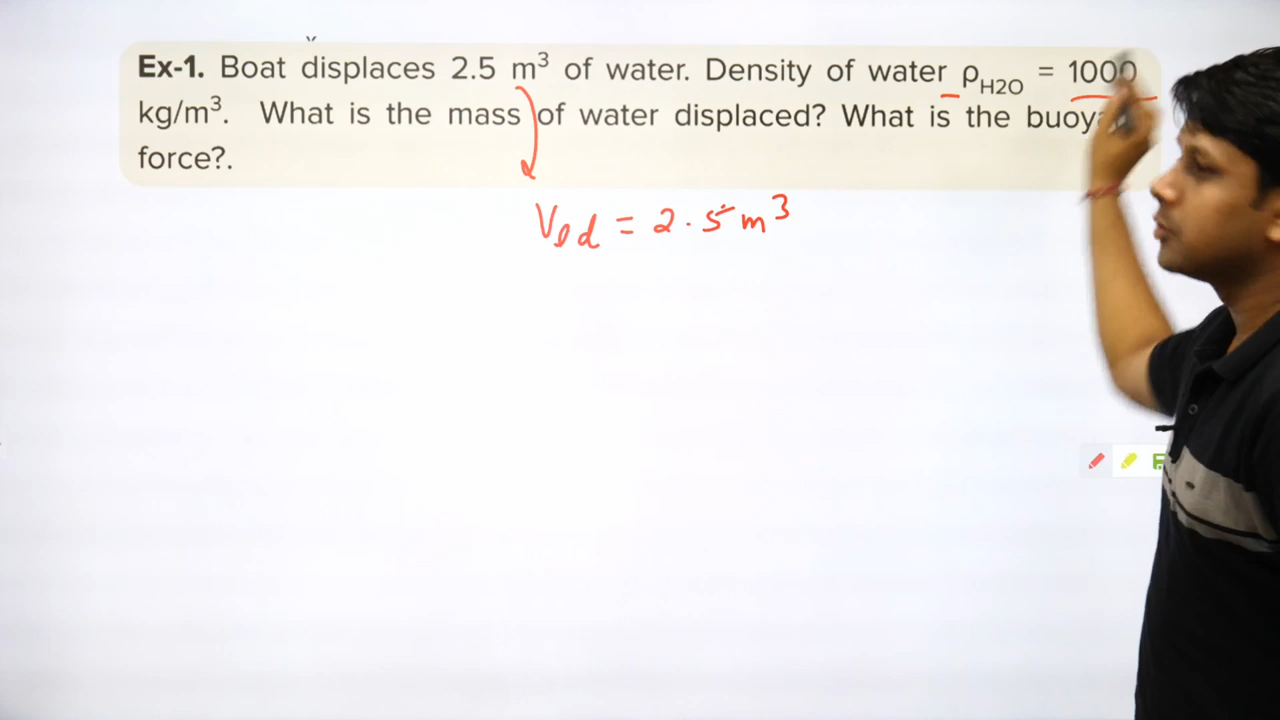 Ex-1. Boat displaces 2.5 m³ of water. Density of water ρH2O = 1000
kg/m³. What is the mass of water displaced? What is the
force?.
Vld = 2.5 m³